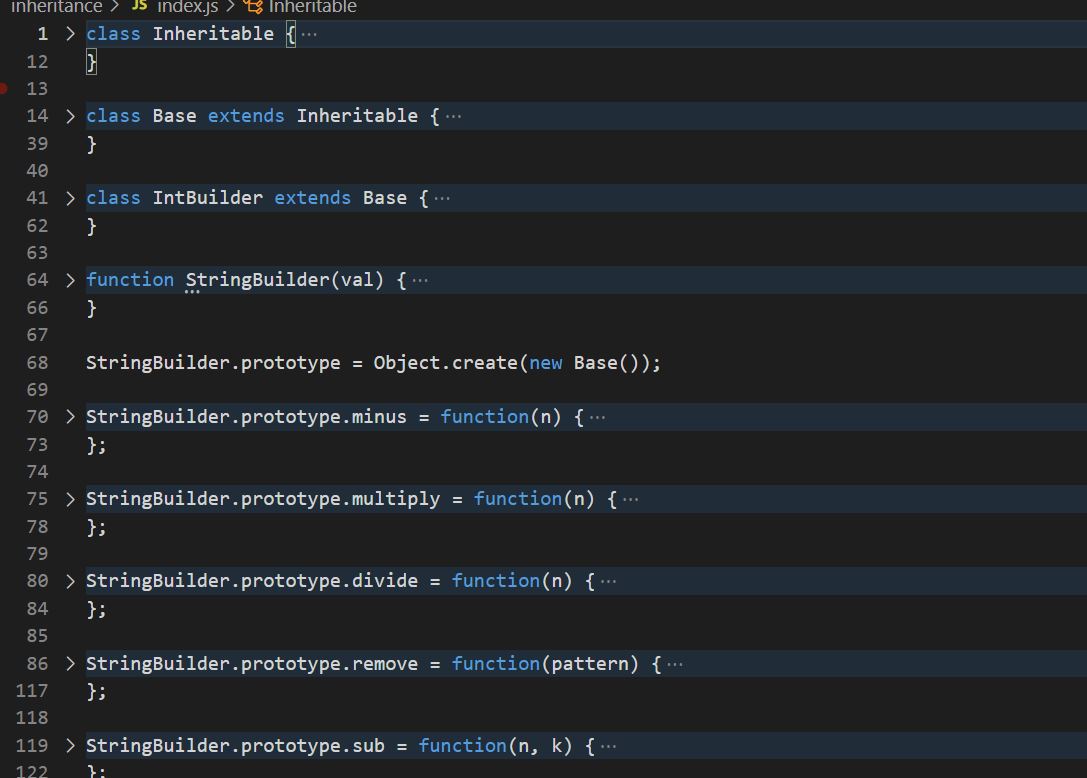 inheritance > JS index.js > Inheritable
1 > class Inheritable { ...
12 }
13
14 > class Base extends Inheritable { ...
39 }
40
41 > class IntBuilder extends Base { ...
62 }
63
64 > function StringBuilder(val) { ...
66 }
67
68 StringBuilder.prototype = Object.create(new Base());
69
70 > StringBuilder.prototype.minus = function(n) { ...
73 };
74
75 > StringBuilder.prototype.multiply = function(n) { ...
78 };
79
80 > StringBuilder.prototype.divide = function(n) { ...
84 };
85
86 > StringBuilder.prototype.remove = function(pattern) { ...
117 };
118
119 > StringBuilder.prototype.sub = function(n, k) { ...
122 };